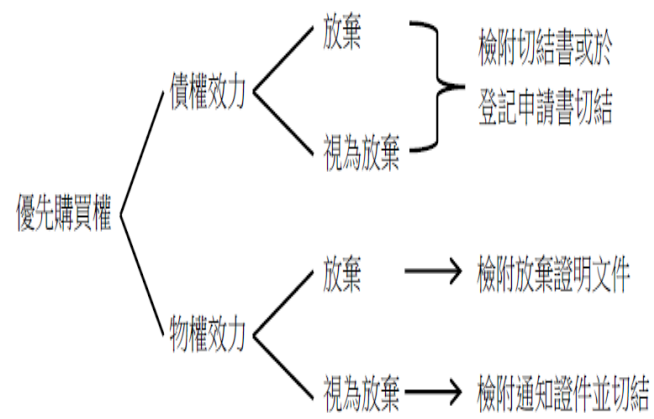 優先購買權
債權效力
放棄
視為放棄
檢附切結書或於
登記申請書切結
物權效力
放棄
檢附放棄證明文件
視為放棄
檢附通知證件並切結